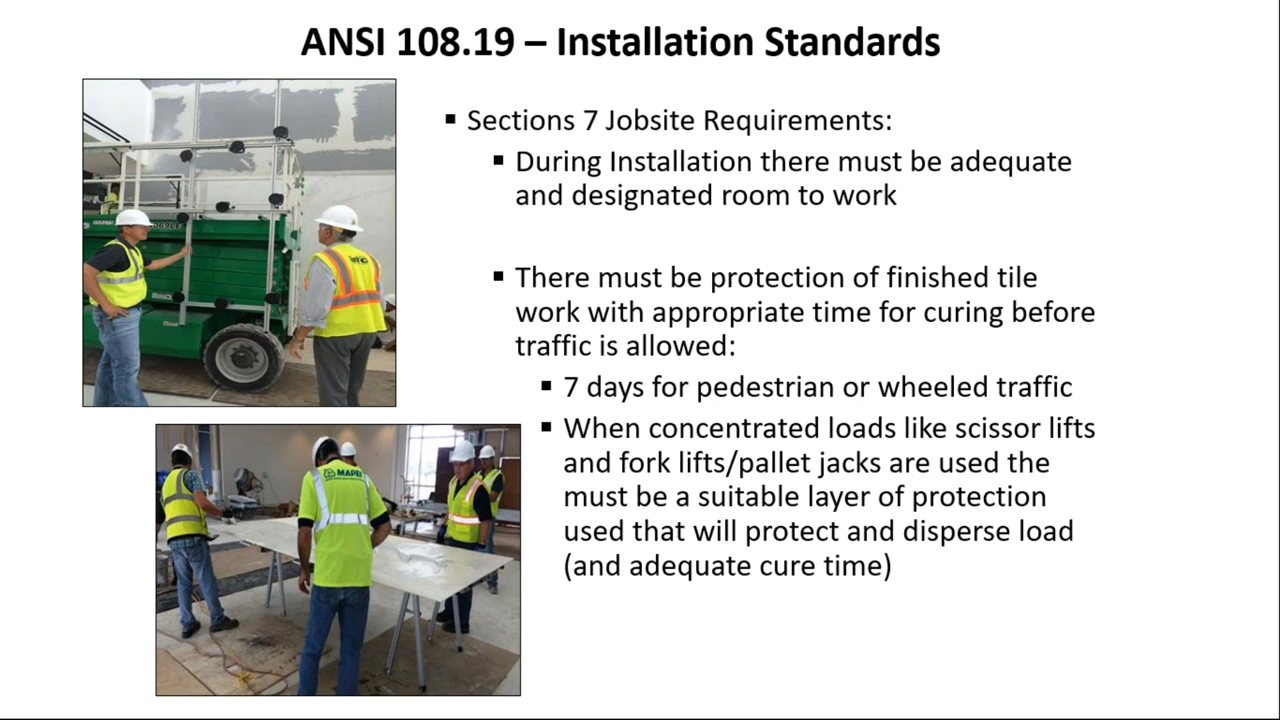 ANSI 108.19 – Installation Standards
▪ Sections 7 Jobsite Requirements:
▪ During Installation there must be adequate
and designated room to work
▪ There must be protection of finished tile
work with appropriate time for curing before
traffic is allowed:
▪ 7 days for pedestrian or wheeled traffic
▪ When concentrated loads like scissor lifts
and fork lifts/pallet jacks are used the
must be a suitable layer of protection
used that will protect and disperse load
(and adequate cure time)
MAPEI